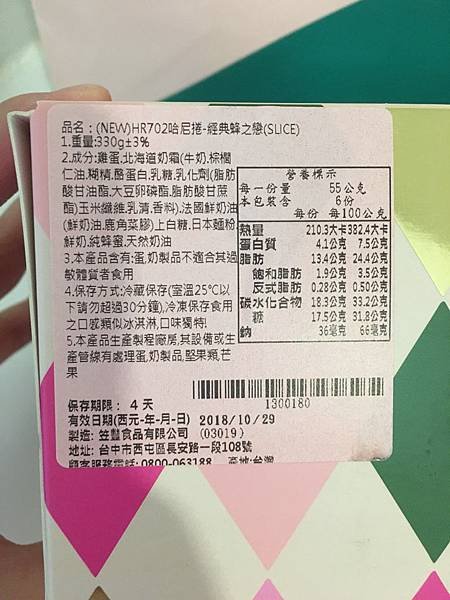 品名：(NEW)HR702哈尼捲-經典蜂之戀(SLICE)
1.重量:330g±3%
2.成分:雞蛋,北海道奶霜(牛奶,棕櫚
仁油,糊精,酪蛋白,乳糖,乳化劑(脂肪
酸甘油酯,大豆卵磷酯,脂肪酸甘蔗
酯)玉米纖維,乳清,香料),法國鮮奶油
(鮮奶油,鹿角菜膠)上白糖,日本麵粉,
鮮奶,純蜂蜜,天然奶油
3.本產品含有:蛋,奶製品不適合其過
敏體質者食用
4.保存方式:冷藏保存(室溫25℃以
下請勿超過30分鐘),冷凍保存食用
之口感類似冰淇淋,口味獨特!
5.本產品生產製程廠房,其設備或生
產管線有處理蛋,奶製品,堅果類,芒
果
營養標示
每一份量 55公克
本包裝含 6份
每份 每100公克
熱量 210.3大卡 382.4大卡
蛋白質 4.1公克 7.5公克
脂肪 13.4公克 24.4公克
飽和脂肪 1.9公克 3.5公克
反式脂肪 0.28公克 0.50公克
碳水化合物 18.3公克 33.2公克
糖 17.5公克 31.8公克
鈉 36毫克 66毫克
1300180
保存期限： 4 天
有效日期(西元-年-月-日) 2018/10/29
製造: 笠豐食品有限公司 (03019)
地址: 台中市西屯區長安路一段108號
顧客服務電話:0800-063188 產地:台灣